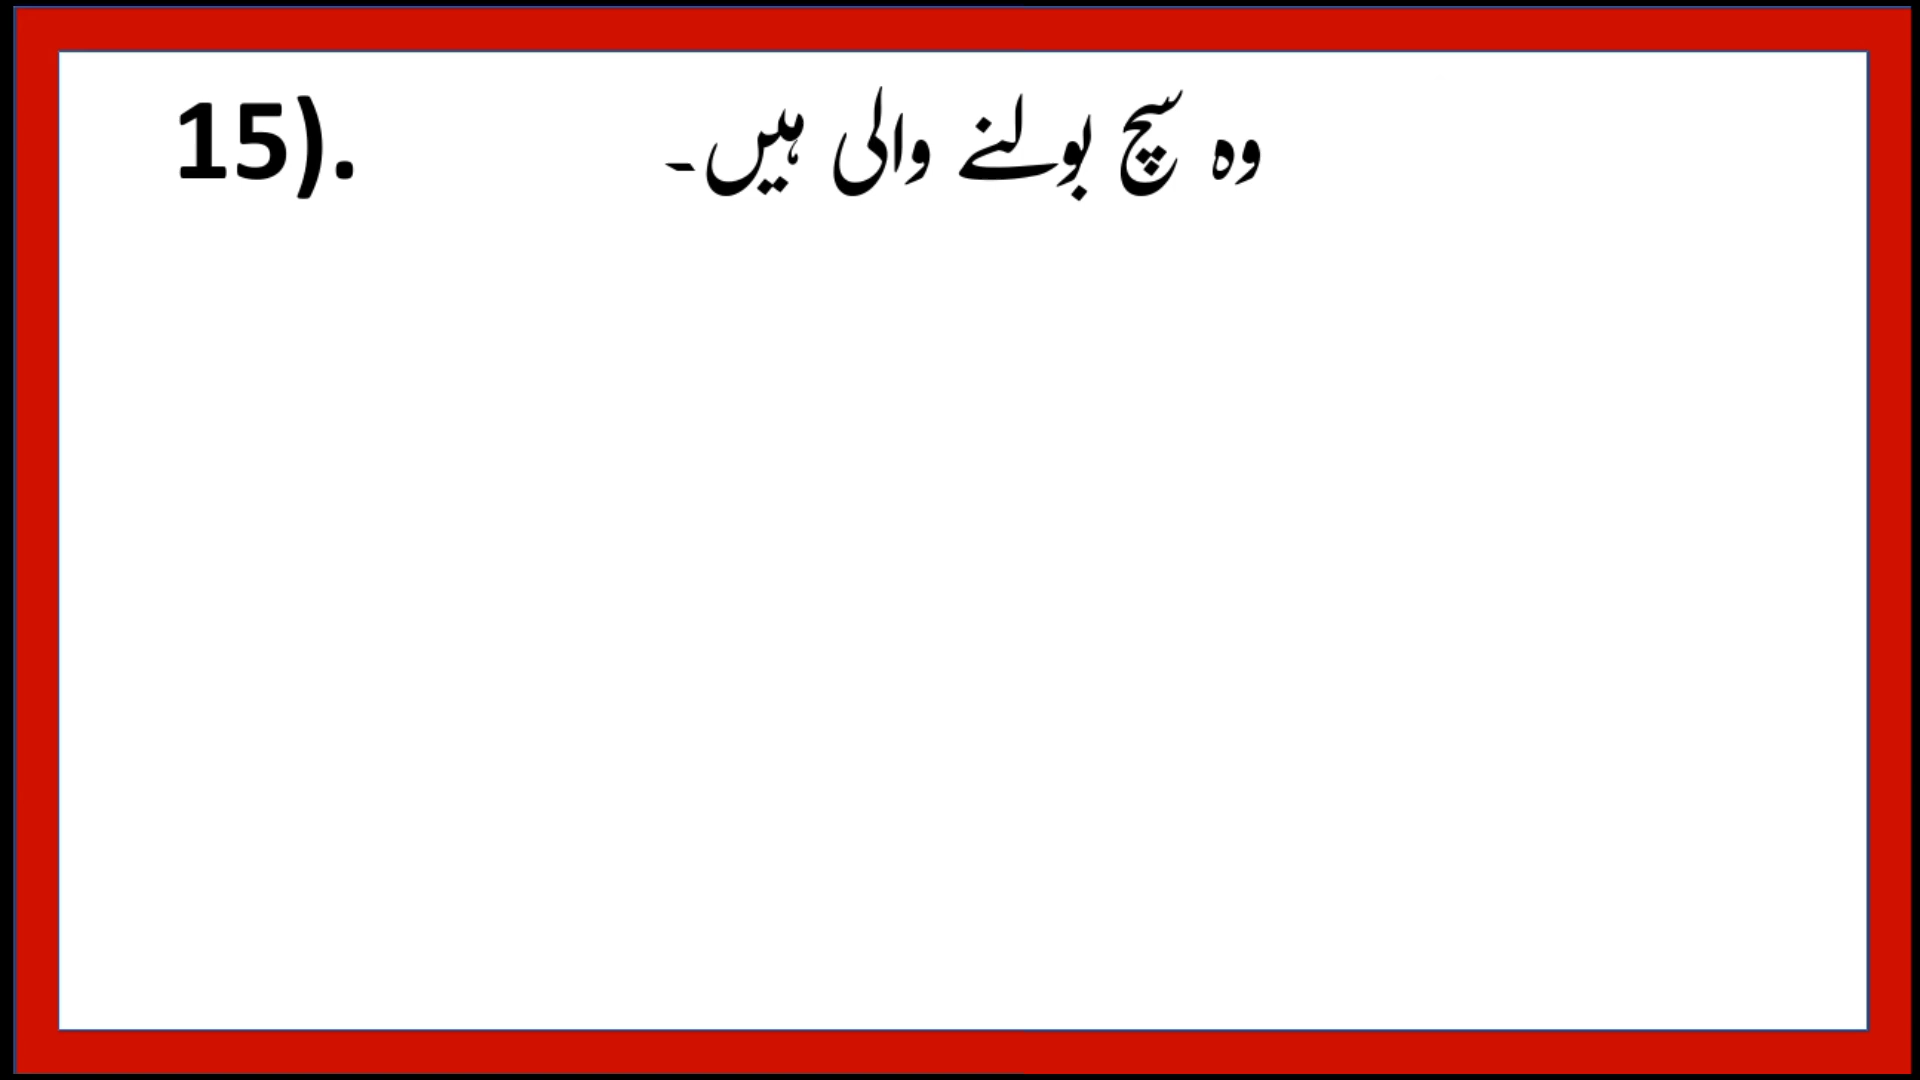 15). وہ سچ بولنے والی ہیں۔